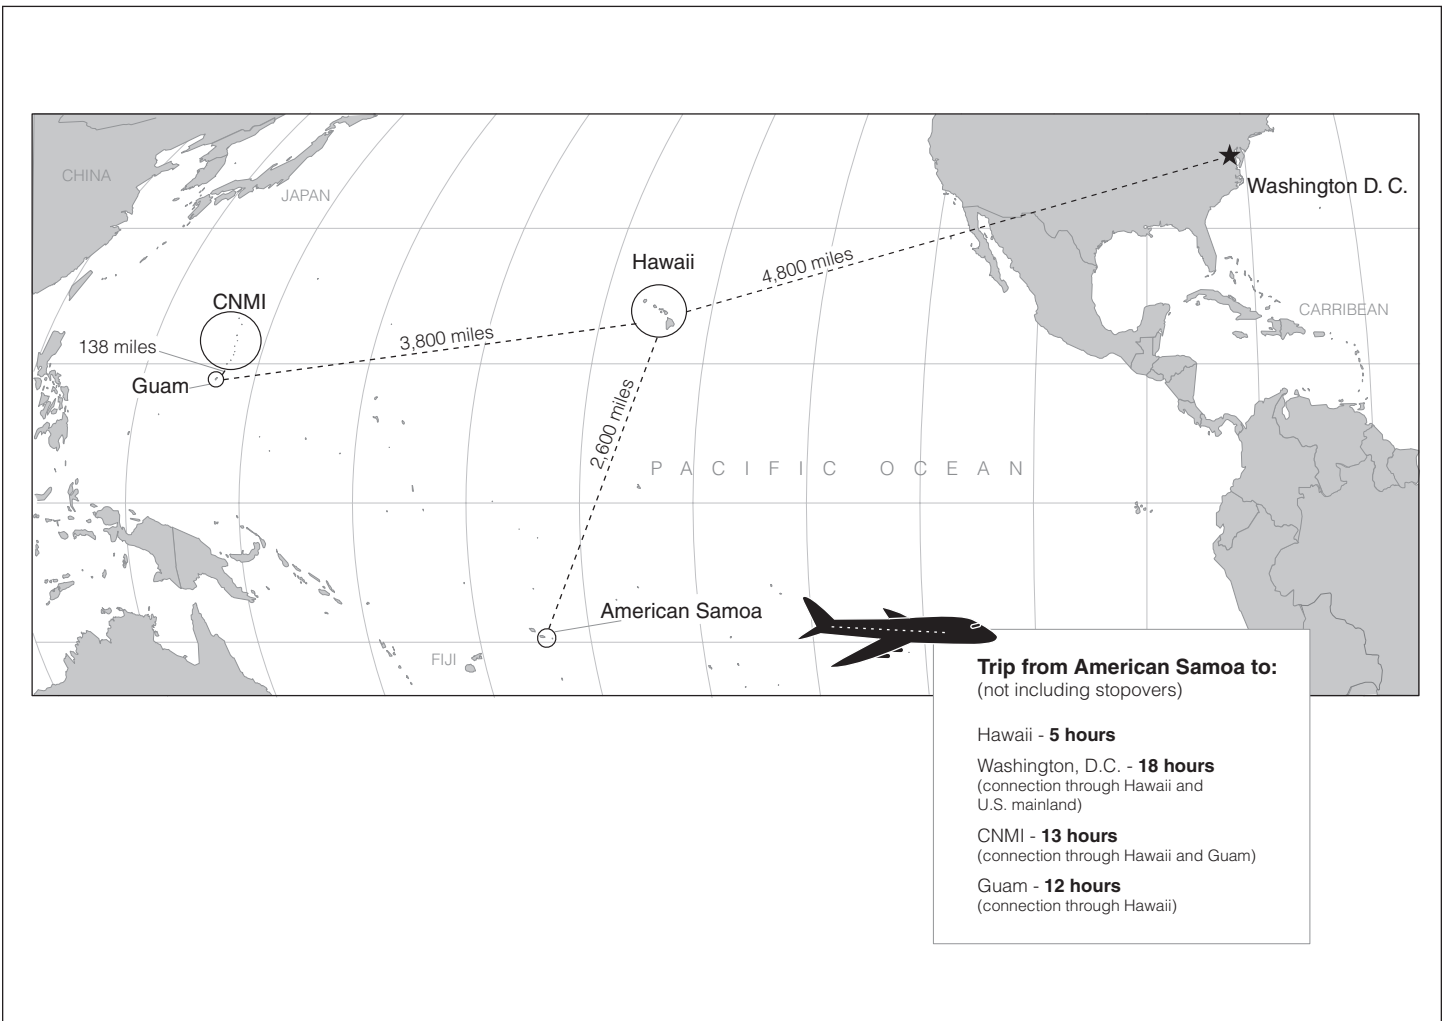 CHINA
JAPAN
Washington D. C.
Hawaii
4,800 miles
CNMI
CARRIBEAN
3,800 miles
138 miles
Guam
2,600 miles
PACIFIC OCEAN
American Samoa
FIJI
Trip from American Samoa to:
(not including stopovers)
Hawaii - 5 hours
Washington, D.C. - 18 hours
(connection through Hawaii and
U.S. mainland)
CNMI - 13 hours
(connection through Hawaii and Guam)
Guam - 12 hours
(connection through Hawaii)